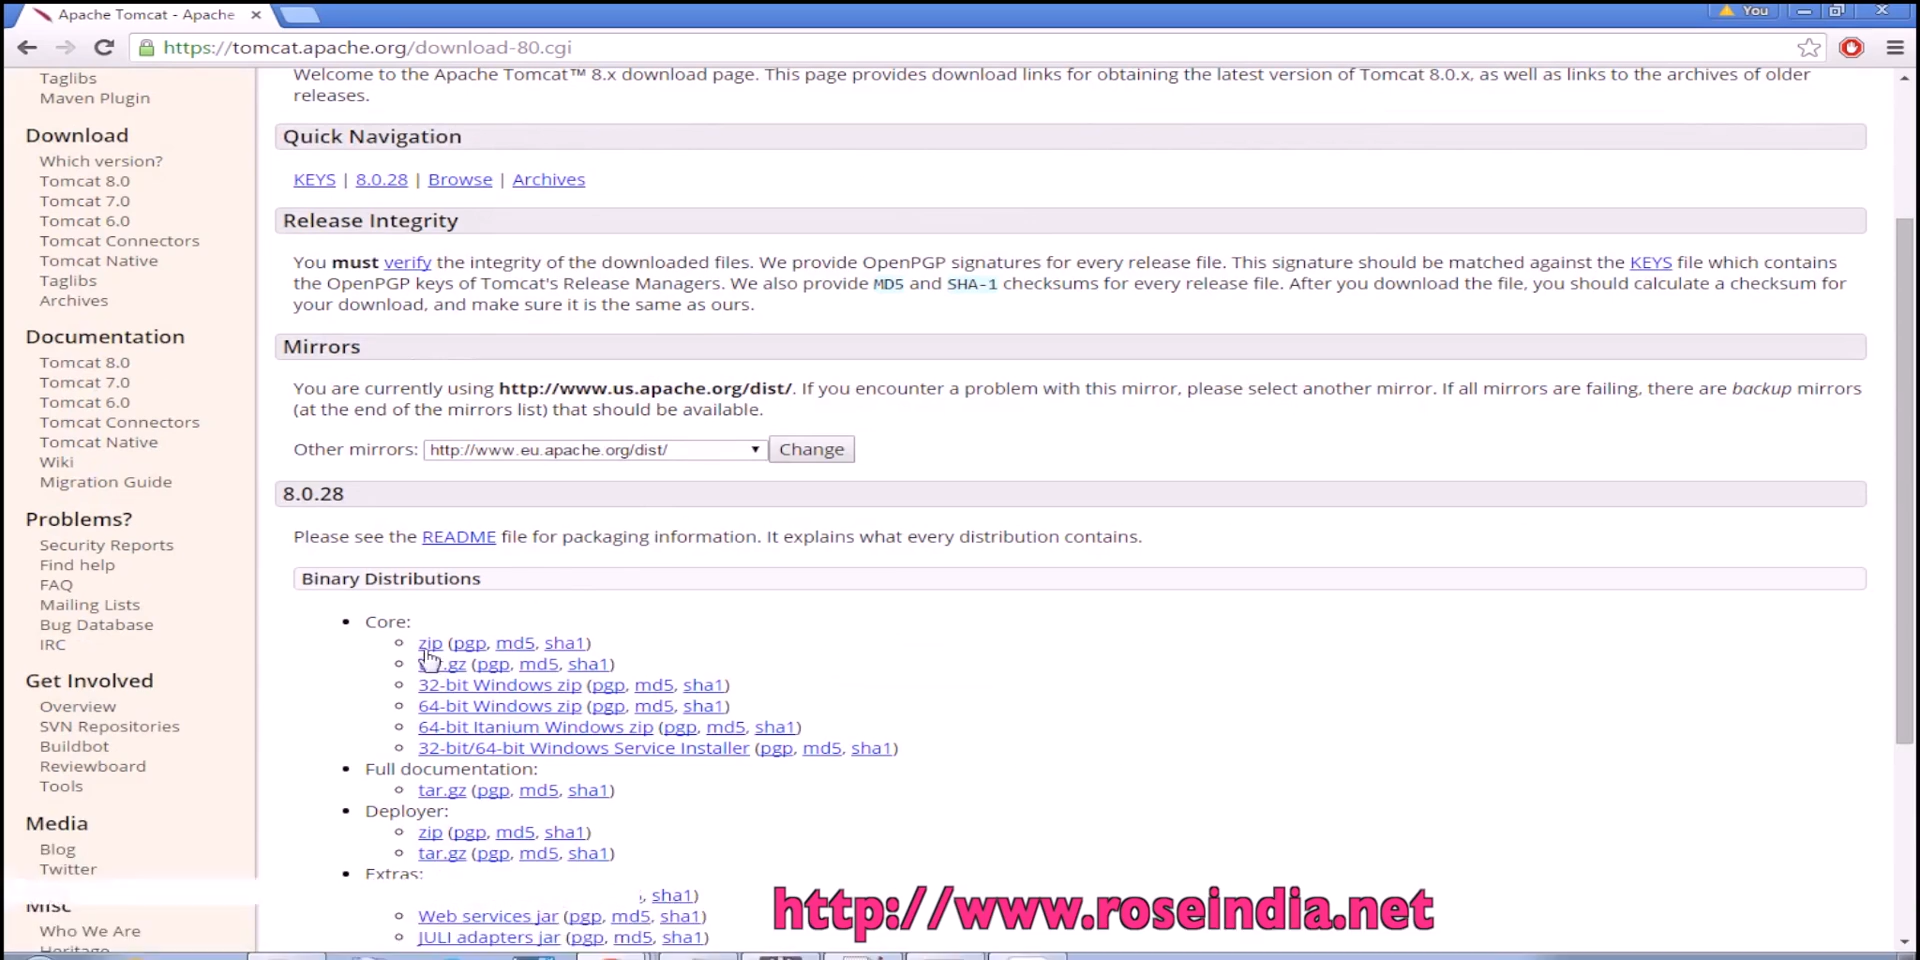 Apache Tomcat - Apache
You
https://tomcat.apache.org/download-80.cgi
Taglibs
Maven Plugin
Download
Which version?
Tomcat 8.0
Tomcat 7.0
Tomcat 6.0
Tomcat Connectors
Tomcat Native
Taglibs
Archives
Documentation
Tomcat 8.0
Tomcat 7.0
Tomcat 6.0
Tomcat Connectors
Tomcat Native
Wiki
Migration Guide
Problems?
Security Reports
Find help
FAQ
Mailing Lists
Bug Database
IRC
Get Involved
Overview
SVN Repositories
Buildbot
Reviewboard
Tools
Media
Blog
Twitter
Misc
Who We Are
Heritage
Welcome to the Apache Tomcat™ 8.x download page. This page provides download links for obtaining the latest version of Tomcat 8.0.x, as well as links to the archives of older
releases.
Quick Navigation
KEYS | 8.0.28 | Browse | Archives
Release Integrity
You must verify the integrity of the downloaded files. We provide OpenPGP signatures for every release file. This signature should be matched against the KEYS file which contains
the OpenPGP keys of Tomcat's Release Managers. We also provide MD5 and SHA-1 checksums for every release file. After you download the file, you should calculate a checksum for
your download, and make sure it is the same as ours.
Mirrors
You are currently using http://www.us.apache.org/dist/. If you encounter a problem with this mirror, please select another mirror. If all mirrors are failing, there are backup mirrors
(at the end of the mirrors list) that should be available.
Other mirrors: http://www.eu.apache.org/dist/ Change
8.0.28
Please see the README file for packaging information. It explains what every distribution contains.
Binary Distributions
Core:
zip (pgp, md5, sha1)
.gz (pgp, md5, sha1)
32-bit Windows zip (pgp, md5, sha1)
64-bit Windows zip (pgp, md5, sha1)
64-bit Itanium Windows zip (pgp, md5, sha1)
32-bit/64-bit Windows Service Installer (pgp, md5, sha1)
Full documentation:
tar.gz (pgp, md5, sha1)
Deployer:
zip (pgp, md5, sha1)
tar.gz (pgp, md5, sha1)
Extras:
, sha1)
Web services jar (pgp, md5, sha1)
JULI adapters jar (pgp, md5, sha1)
http://www.roseindia.net